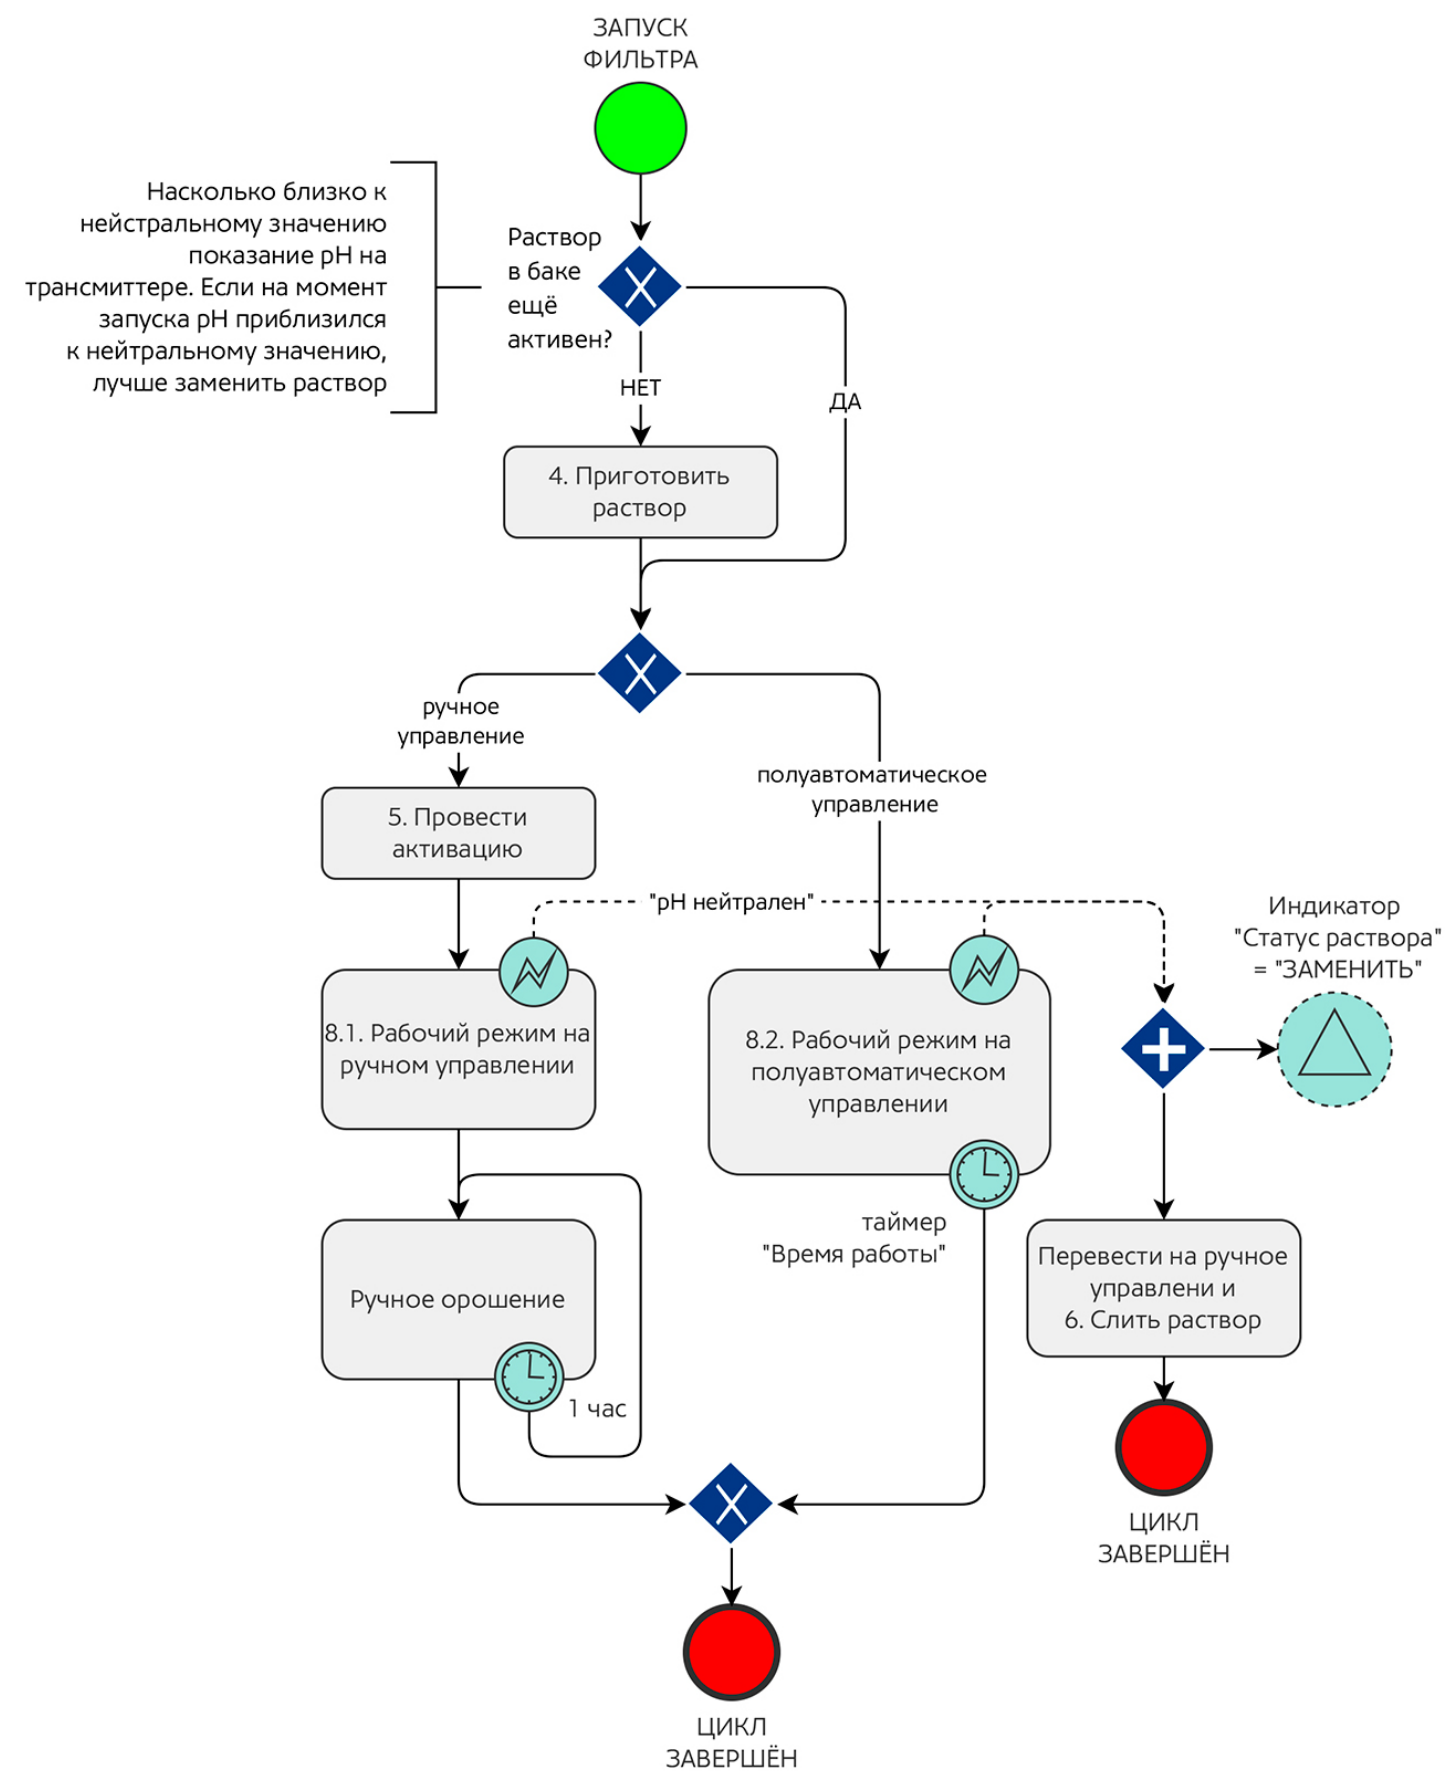 ЗАПУСК
ФИЛЬТРА
Насколько близко к
нейстральному значению
показание pH на
трансмиттере. Если на момент
запуска pH приблизился
к нейтральному значению,
лучше заменить раствор
Раствор
в баке
ещё
активен?
НЕТ
ДА
4. Приготовить
раствор
ручное
управление
полуавтоматическое
управление
5. Провести
активацию
"pH нейтрален"
Индикатор
"Статус раствора"
= "ЗАМЕНИТЬ"
8.1. Рабочий режим на
ручном управлении
8.2. Рабочий режим на
полуавтоматическом
управлении
таймер
"Время работы"
Перевести на ручное
управлени и
6. Слить раствор
Ручное орошение
1 час
ЦИКЛ
ЗАВЕРШЁН
ЦИКЛ
ЗАВЕРШЁН